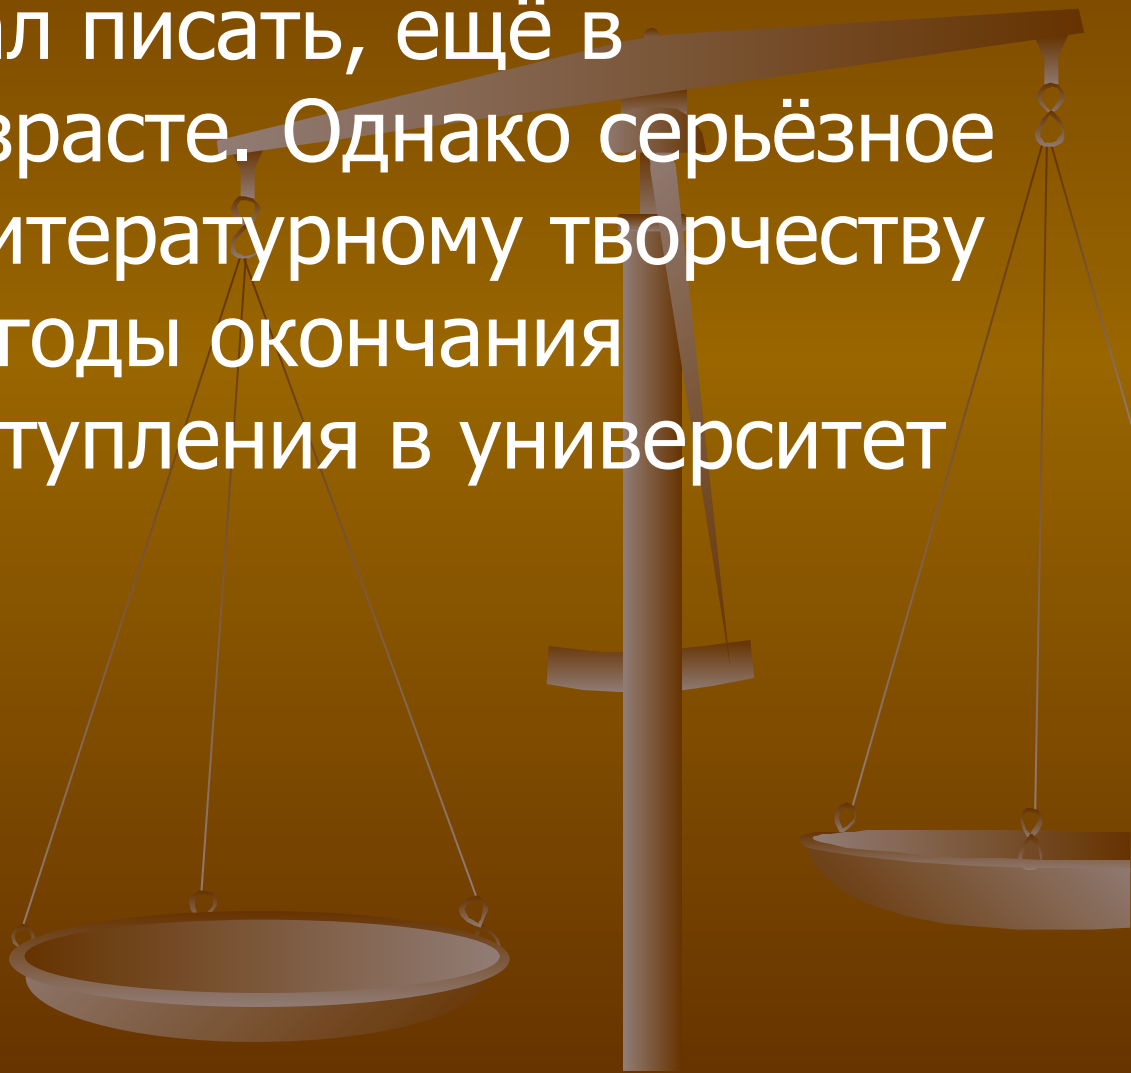 ал писать, ещё в
зрасте. Однако серьёзное
итературному творчеству
годы окончания
тупления в университет